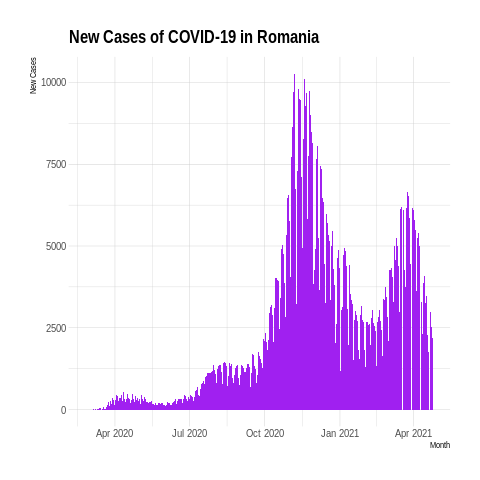 New Cases of COVID-19 in Romania
New Cases
10000
7500
5000
2500
0
Apr 2020 Jul 2020 Oct 2020 Jan 2021 Apr 2021
Month